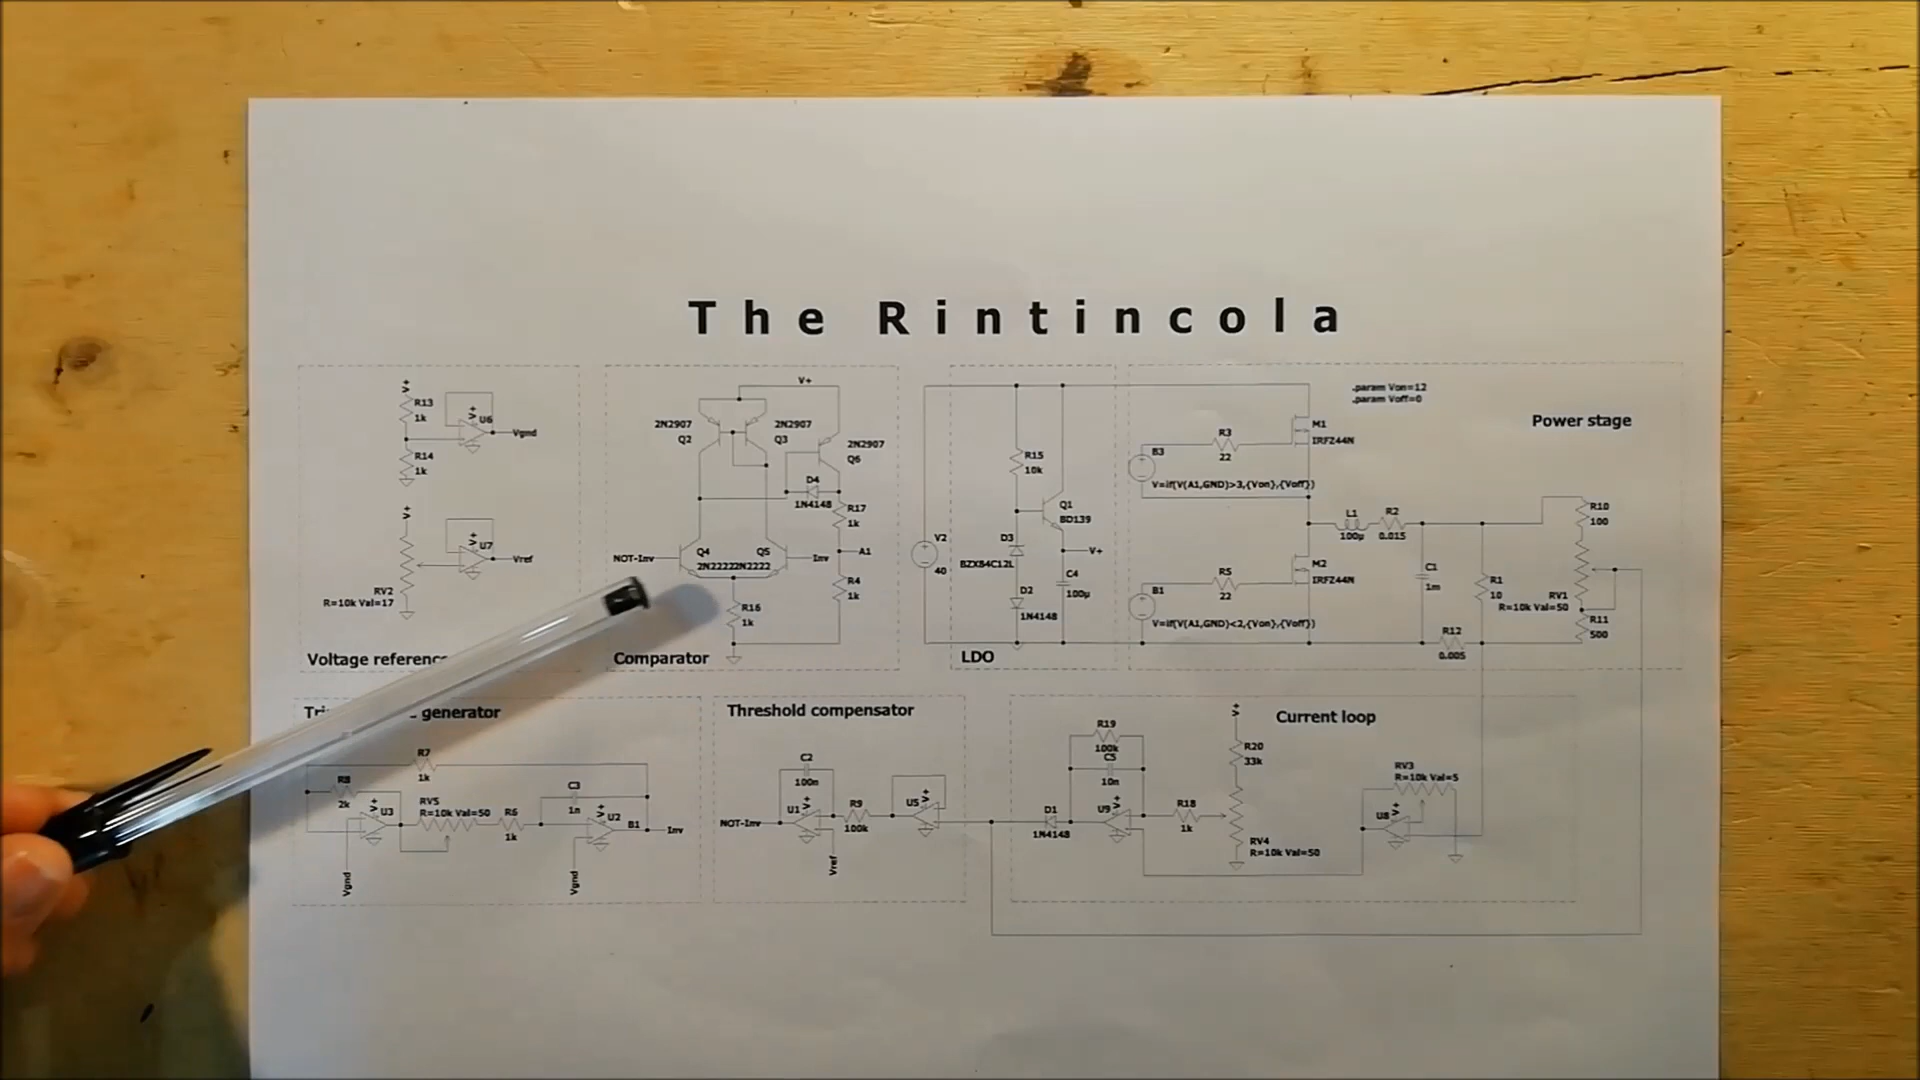 The Rintincola
V+
R13
1k
U6
V+
Vgnd
R14
1k
V+
U7
V+
Vref
RV2
R=10k Val=17
Voltage referenc
V+
2N2907
Q2
2N2907
Q3
2N2907
Q6
D4
1N4148
R17
1k
NOT-Inv
Q4
2N2222
Q5
2N2222
Inv
A1
R4
1k
R16
1k
Comparator
V2
40
R15
10k
Q1
BD139
D3
BZX84C12L
V+
D2
1N4148
C4
100µ
LDO
.param Von=12
.param Voff=0
Power stage
M1
IRFZ44N
R3
22
B3
V=if(V(A1,GND)>3,{Von},{Voff})
L1
100µ
R2
0.015
R10
100
M2
IRFZ44N
R5
22
B1
V=if(V(A1,GND)<2,{Von},{Voff})
C1
1m
R1
10
RV1
R=10k Val=50
R11
500
R12
0.005
Tri
generator
R7
1k
R8
2k
U3
V+
RV5
R=10k Val=50
R6
1k
C3
1n
U2
V+
B1
Inv
Vgnd
Vgnd
Threshold compensator
C2
100n
NOT-Inv
U1
V+
R9
100k
U5
V+
Vref
Current loop
R19
100k
C5
10n
D1
1N4148
U9
V+
R18
1k
V+
R20
33k
RV4
R=10k Val=50
RV3
R=10k Val=5
U8
V+